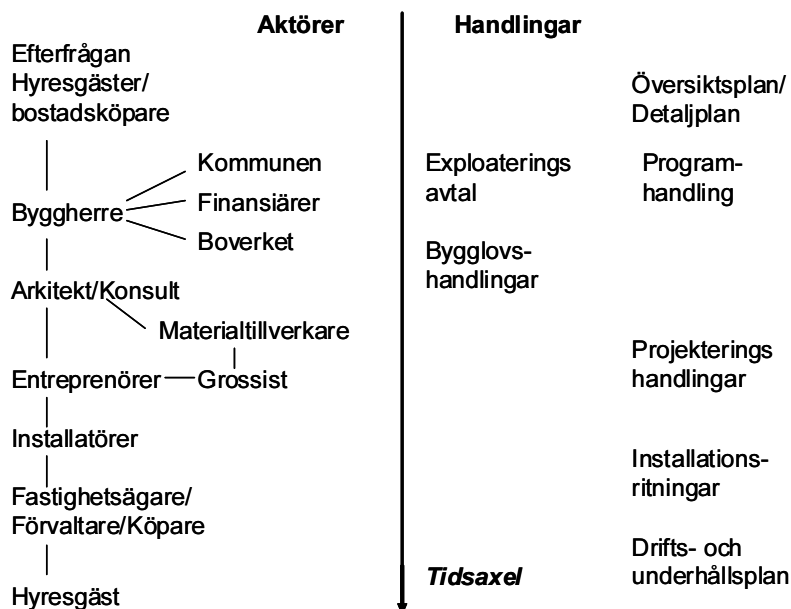 Aktörer
Handlingar
Efterfrågan
Hyresgäster/
bostadsköpare
Översiktsplan/
Detaljplan
Kommunen
Exploaterings
avtal
Program-
handling
Byggherre
Finansiärer
Boverket
Bygglovs-
handlingar
Arkitekt/Konsult
Materialtillverkare
Projekterings
handlingar
Entreprenörer
Grossist
Installatörer
Installations-
ritningar
Fastighetsägare/
Förvaltare/Köpare
Drifts- och
underhållsplan
Tidsaxel
Hyresgäst